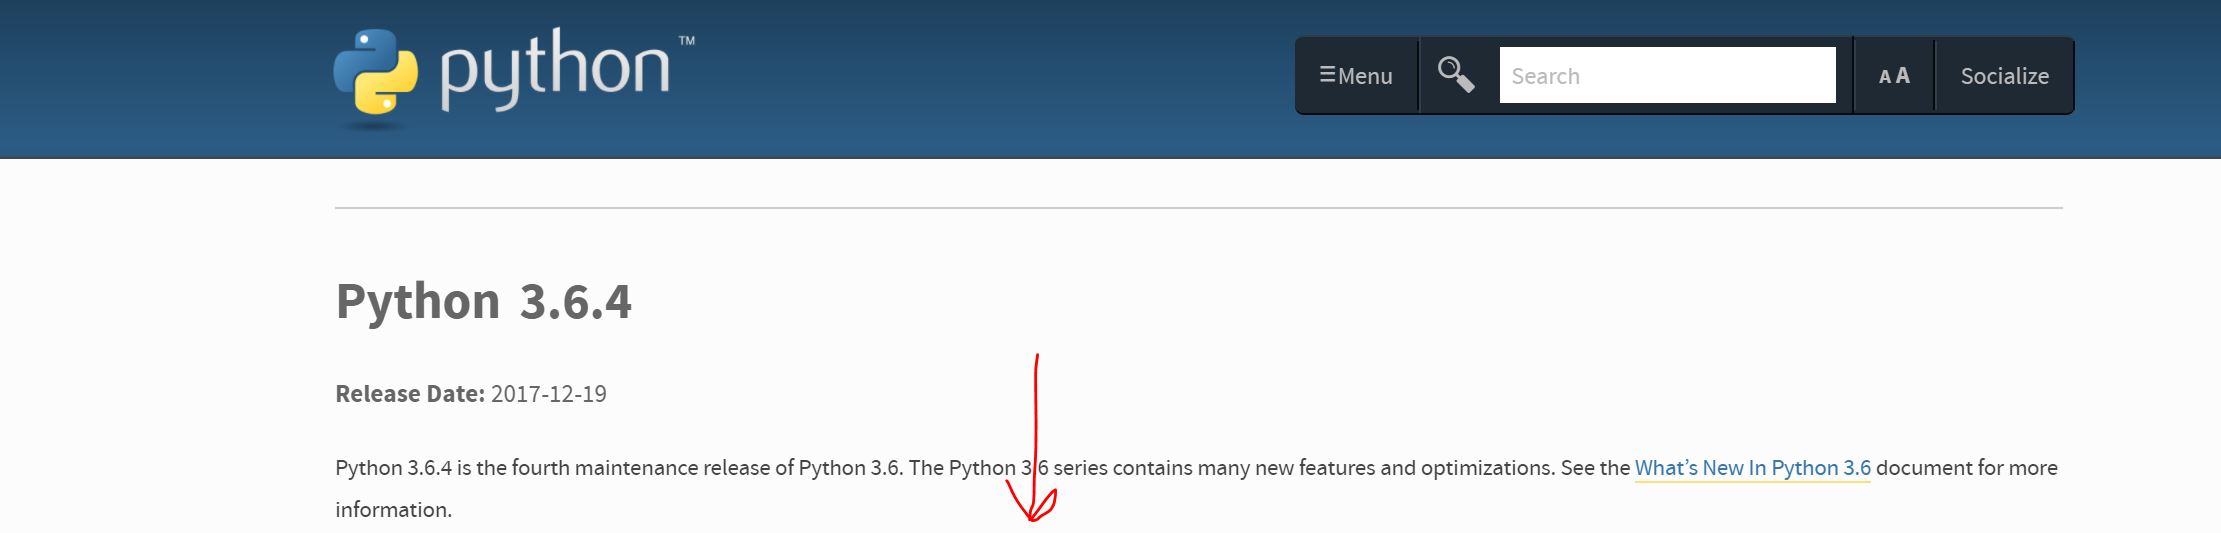 python™
Menu Search A A Socialize
Python 3.6.4
Release Date: 2017-12-19
Python 3.6.4 is the fourth maintenance release of Python 3.6. The Python 3.6 series contains many new features and optimizations. See the What’s New In Python 3.6 document for more
information.